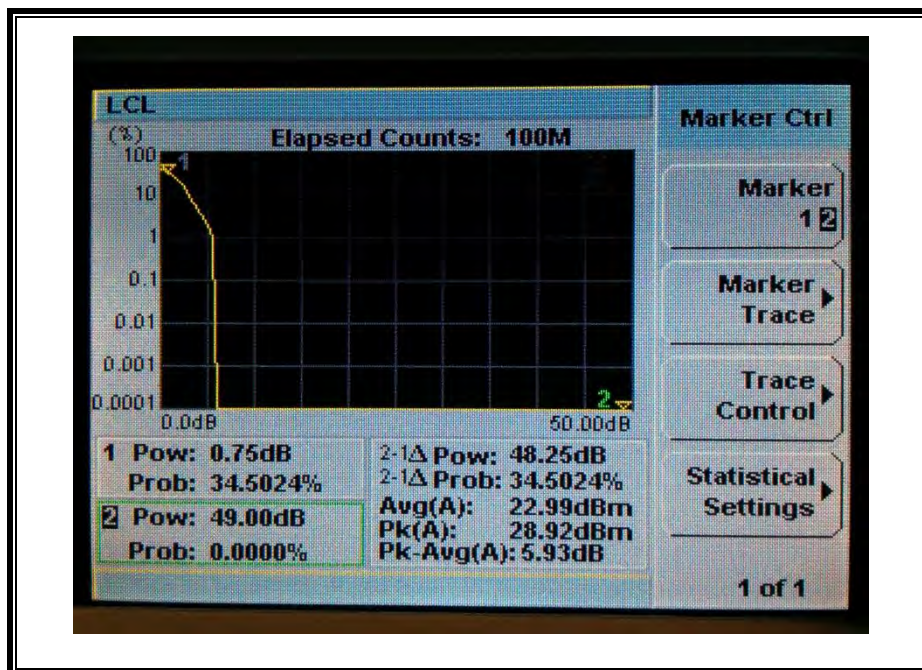 LCL
(%)
Elapsed Counts: 100M
100
10
1
0.1
0.01
0.001
0.0001
1
2
0.0dB
50.00dB
1 Pow: 0.75dB
Prob: 34.5024%
2 Pow: 49.00dB
Prob: 0.0000%
2-1Δ Pow: 48.25dB
2-1Δ Prob: 34.5024%
Avg(A): 22.99dBm
Pk(A): 28.92dBm
Pk-Avg(A): 5.93dB
Marker Ctrl
Marker
1 2
Marker
Trace
Trace
Control
Statistical
Settings
1 of 1